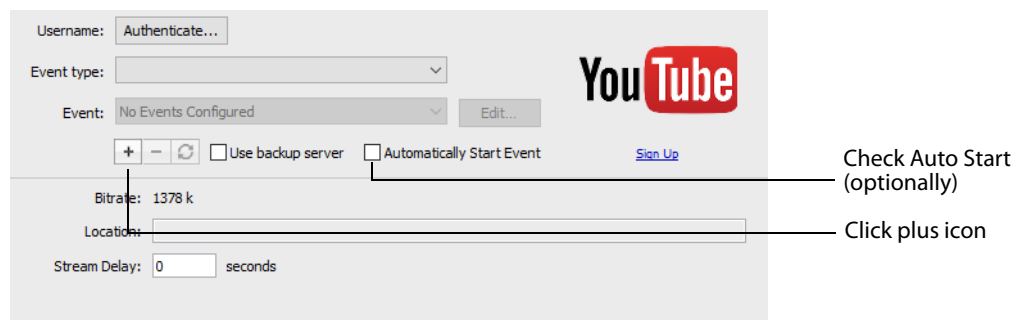 Username: Authenticate...
Event type:
YouTube
Event: No Events Configured Edit...
+ - Use backup server Automatically Start Event Sign Up
Check Auto Start
(optionally)
Bitrate: 1378 k
Location:
Click plus icon
Stream Delay: 0 seconds